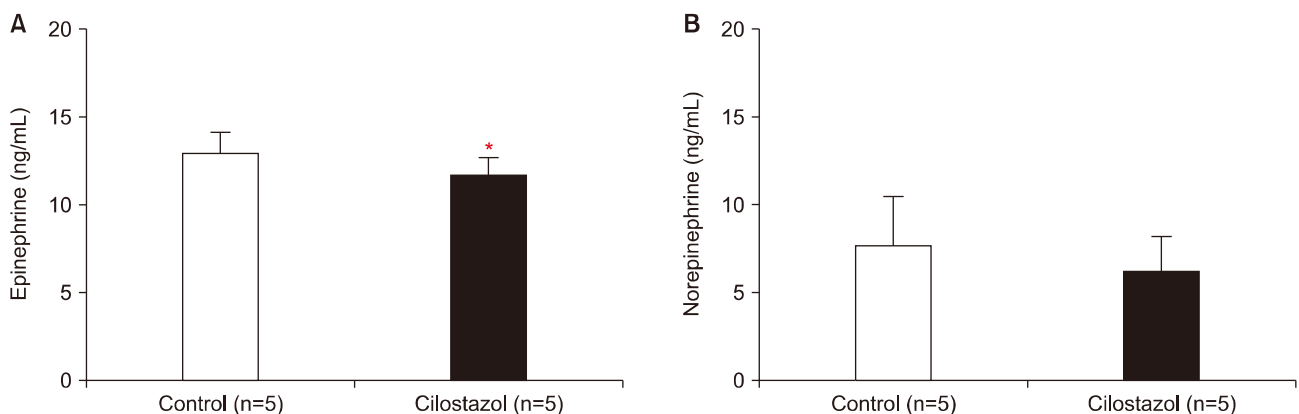 A
Epinephrine (ng/mL)
20
15
10
5
0
*
Control (n=5)
Cilostazol (n=5)
B
Norepinephrine (ng/mL)
20
15
10
5
0
Control (n=5)
Cilostazol (n=5)